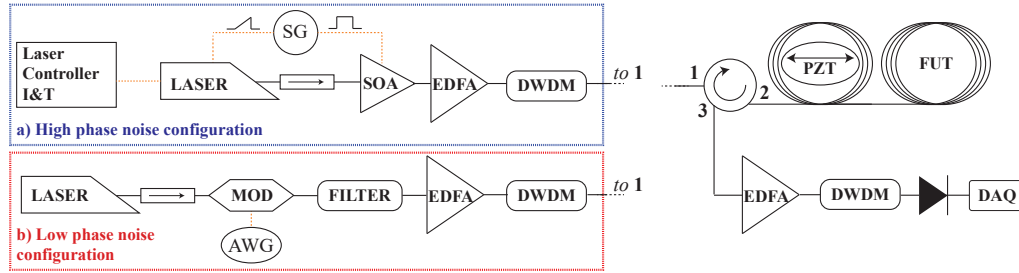 Laser
Controller
I&T
LASER
SG
SOA
EDFA
DWDM
to 1
a) High phase noise configuration
LASER
MOD
AWG
FILTER
EDFA
DWDM
to 1
b) Low phase noise
configuration
1
2
3
PZT
FUT
EDFA
DWDM
DAQ